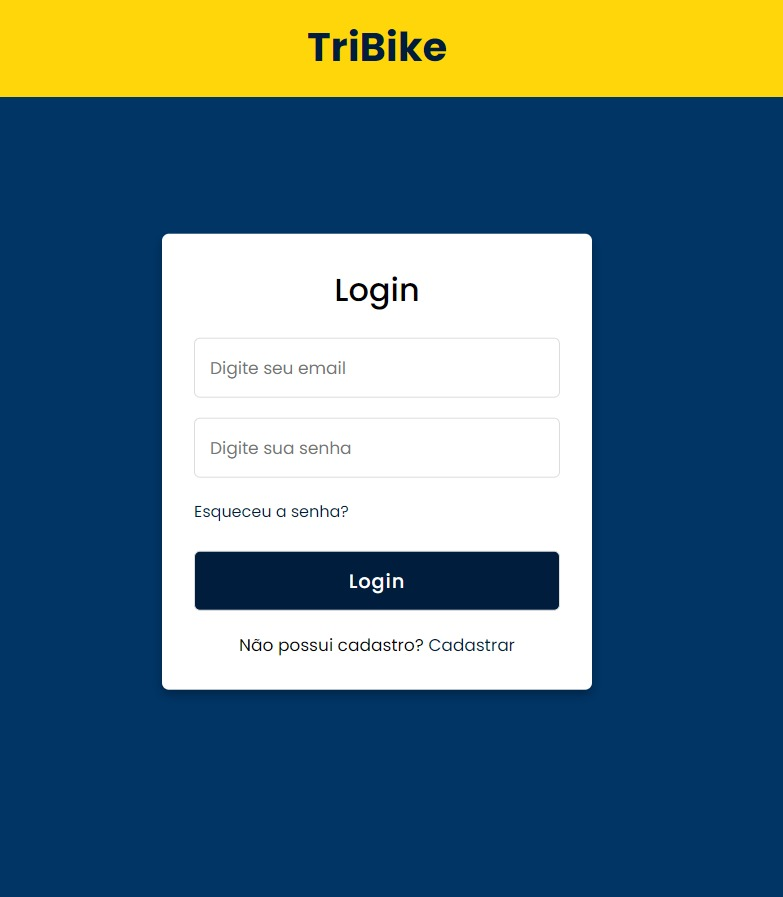 TriBike
Login
Digite seu email
Digite sua senha
Esqueceu a senha?
Login
Não possui cadastro? Cadastrar